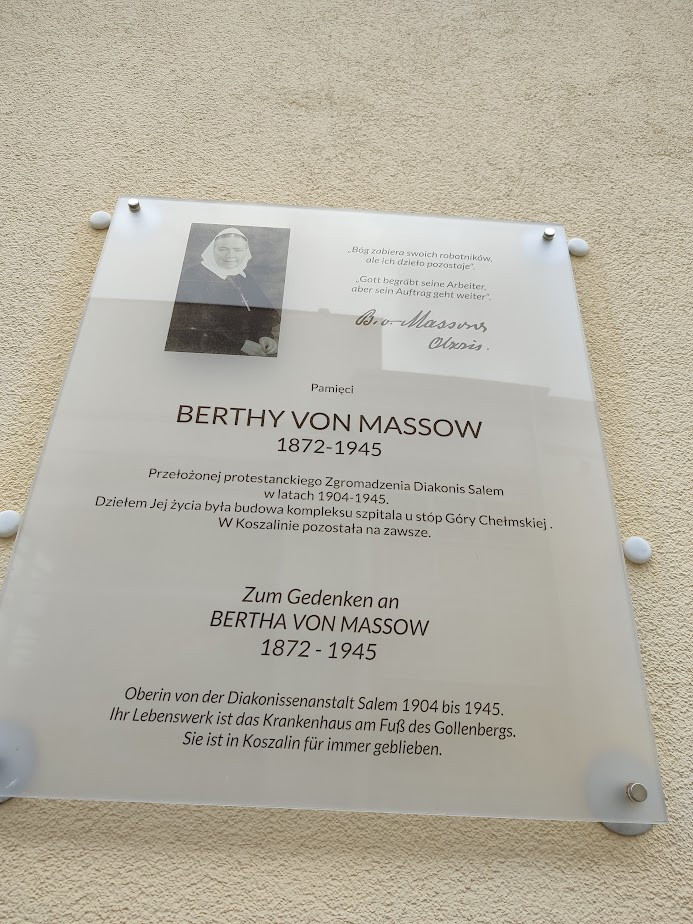 „Bóg zabiera swoich robotników,
ale ich dzieło pozostaje”.
„Gott begräbt seine Arbeiter,
aber sein Auftrag geht weiter”.
B. v. Massow
Pamięci
BERTHY VON MASSOW
1872-1945
Przełożonej protestanckiego Zgromadzenia Diakonis Salem
w latach 1904-1945.
Dziełem Jej życia była budowa kompleksu szpitala u stóp Góry Chełmskiej .
W Koszalinie pozostała na zawsze.
Zum Gedenken an
BERTHA VON MASSOW
1872 - 1945
Oberin von der Diakonissenanstalt Salem 1904 bis 1945.
Ihr Lebenswerk ist das Krankenhaus am Fuß des Gollenbergs.
Sie ist in Koszalin für immer geblieben.